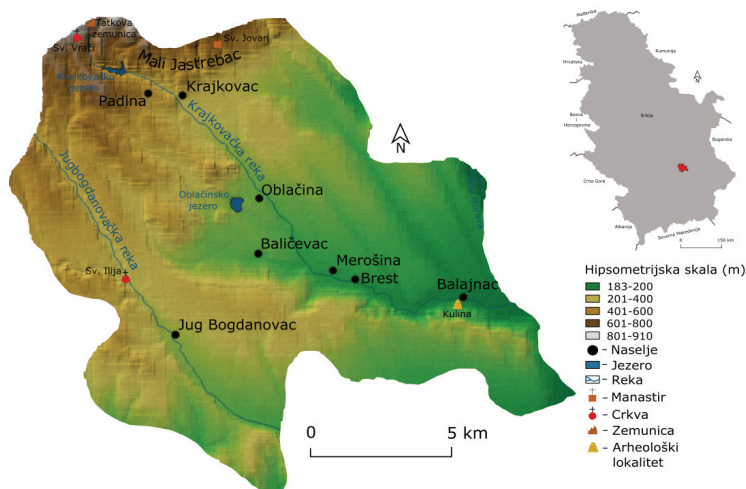 Tatkova
zemunica
Sv. Vrači
Sv. Jovan
Mali Jastrebac
Krajkovačko
jezero
Padina
Krajkovac
Krajkovačka reka
Jugbogdanovačka reka
Oblačinsko
jezero
Oblačina
Baličevac
Merošina
Brest
Balajnac
Kulina
Sv. Ilija
Jug Bogdanovac
N
0 5 km
Mađarska
Rumunija
Hrvatska
Bosna
i
Hercegovina
Srbija
N
Bugarska
Crna Gora
Albanija
Severna Makedonija
0 150 km
Hipsometrijska skala (m)
183-200
201-400
401-600
601-800
801-910
– Naselje
– Jezero
– Reka
– Manastir
– Crkva
– Zemunica
– Arheološki
lokalitet